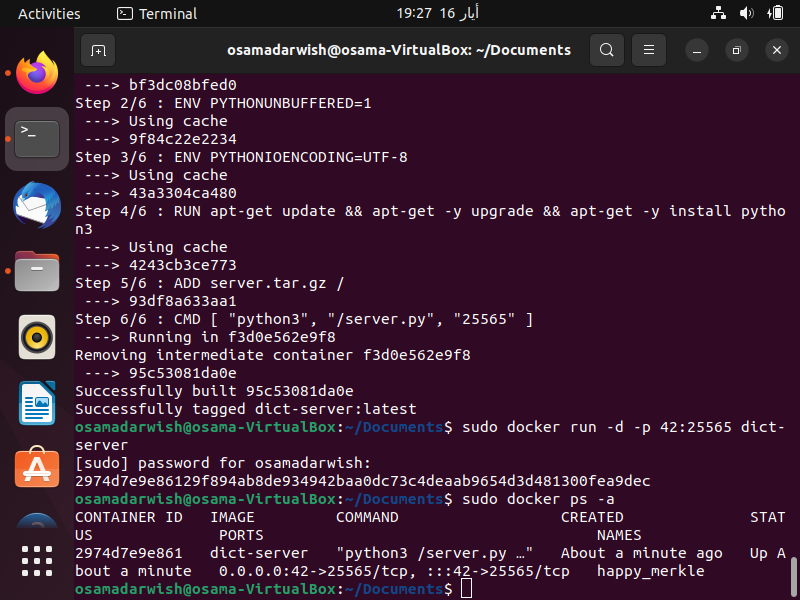 Activities Terminal 19:27 16 أيار
osamadarwish@osama-VirtualBox: ~/Documents
 ---> bf3dc08bfed0
Step 2/6 : ENV PYTHONUNBUFFERED=1
 ---> Using cache
 ---> 9f84c22e2234
Step 3/6 : ENV PYTHONIOENCODING=UTF-8
 ---> Using cache
 ---> 43a3304ca480
Step 4/6 : RUN apt-get update && apt-get -y upgrade && apt-get -y install pytho
n3
 ---> Using cache
 ---> 4243cb3ce773
Step 5/6 : ADD server.tar.gz /
 ---> 93df8a633aa1
Step 6/6 : CMD [ "python3", "/server.py", "25565" ]
 ---> Running in f3d0e562e9f8
Removing intermediate container f3d0e562e9f8
 ---> 95c53081da0e
Successfully built 95c53081da0e
Successfully tagged dict-server:latest
osamadarwish@osama-VirtualBox:~/Documents$ sudo docker run -d -p 42:25565 dict-
server
[sudo] password for osamadarwish:
2974d7e9e86129f894ab8de934942baa0dc73c4deaab9654d3d481300fea9dec
osamadarwish@osama-VirtualBox:~/Documents$ sudo docker ps -a
CONTAINER ID   IMAGE         COMMAND                  CREATED              STAT
US              PORTS                                     NAMES
2974d7e9e861   dict-server   "python3 /server.py …"   About a minute ago   Up A
bout a minute   0.0.0.0:42->25565/tcp, :::42->25565/tcp   happy_merkle
osamadarwish@osama-VirtualBox:~/Documents$